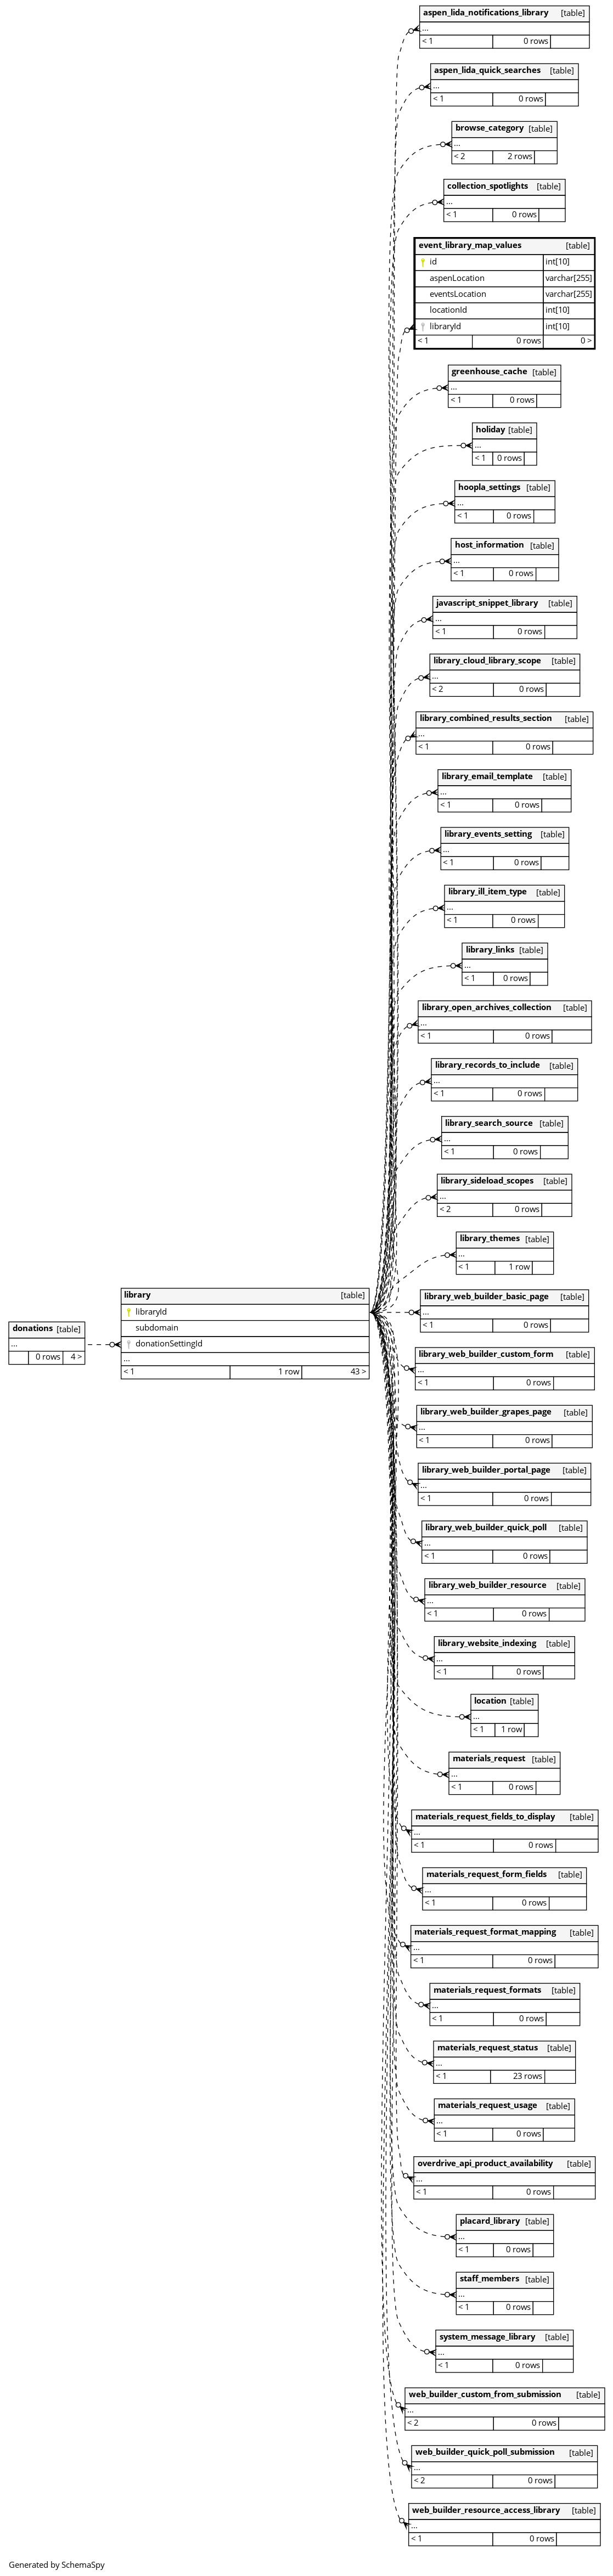 aspen_lida_notifications_library [table]
...
< 1 0 rows
aspen_lida_quick_searches [table]
...
< 1 0 rows
browse_category [table]
...
< 2 2 rows
collection_spotlights [table]
...
< 1 0 rows
event_library_map_values [table]
id int[10]
aspenLocation varchar[255]
eventsLocation varchar[255]
locationId int[10]
libraryId int[10]
< 1 0 rows 0 >
greenhouse_cache [table]
...
< 1 0 rows
holiday [table]
...
< 1 0 rows
hoopla_settings [table]
...
< 1 0 rows
host_information [table]
...
< 1 0 rows
javascript_snippet_library [table]
...
< 1 0 rows
library_cloud_library_scope [table]
...
< 2 0 rows
library_combined_results_section [table]
...
< 1 0 rows
library_email_template [table]
...
< 1 0 rows
library_events_setting [table]
...
< 1 0 rows
library_ill_item_type [table]
...
< 1 0 rows
library_links [table]
...
< 1 0 rows
library_open_archives_collection [table]
...
< 1 0 rows
library_records_to_include [table]
...
< 1 0 rows
library_search_source [table]
...
< 1 0 rows
library_sideload_scopes [table]
...
< 2 0 rows
library_themes [table]
...
< 1 1 row
library [table]
libraryId
subdomain
donationSettingId
...
< 1 1 row 43 >
donations [table]
...
0 rows 4 >
library_web_builder_basic_page [table]
...
< 1 0 rows
library_web_builder_custom_form [table]
...
< 1 0 rows
library_web_builder_grapes_page [table]
...
< 1 0 rows
library_web_builder_portal_page [table]
...
< 1 0 rows
library_web_builder_quick_poll [table]
...
< 1 0 rows
library_web_builder_resource [table]
...
< 1 0 rows
library_website_indexing [table]
...
< 1 0 rows
location [table]
...
< 1 1 row
materials_request [table]
...
< 1 0 rows
materials_request_fields_to_display [table]
...
< 1 0 rows
materials_request_form_fields [table]
...
< 1 0 rows
materials_request_format_mapping [table]
...
< 1 0 rows
materials_request_formats [table]
...
< 1 0 rows
materials_request_status [table]
...
< 1 23 rows
materials_request_usage [table]
...
< 1 0 rows
overdrive_api_product_availability [table]
...
< 1 0 rows
placard_library [table]
...
< 1 0 rows
staff_members [table]
...
< 1 0 rows
system_message_library [table]
...
< 1 0 rows
web_builder_custom_from_submission [table]
...
< 2 0 rows
web_builder_quick_poll_submission [table]
...
< 2 0 rows
web_builder_resource_access_library [table]
...
< 1 0 rows
Generated by SchemaSpy